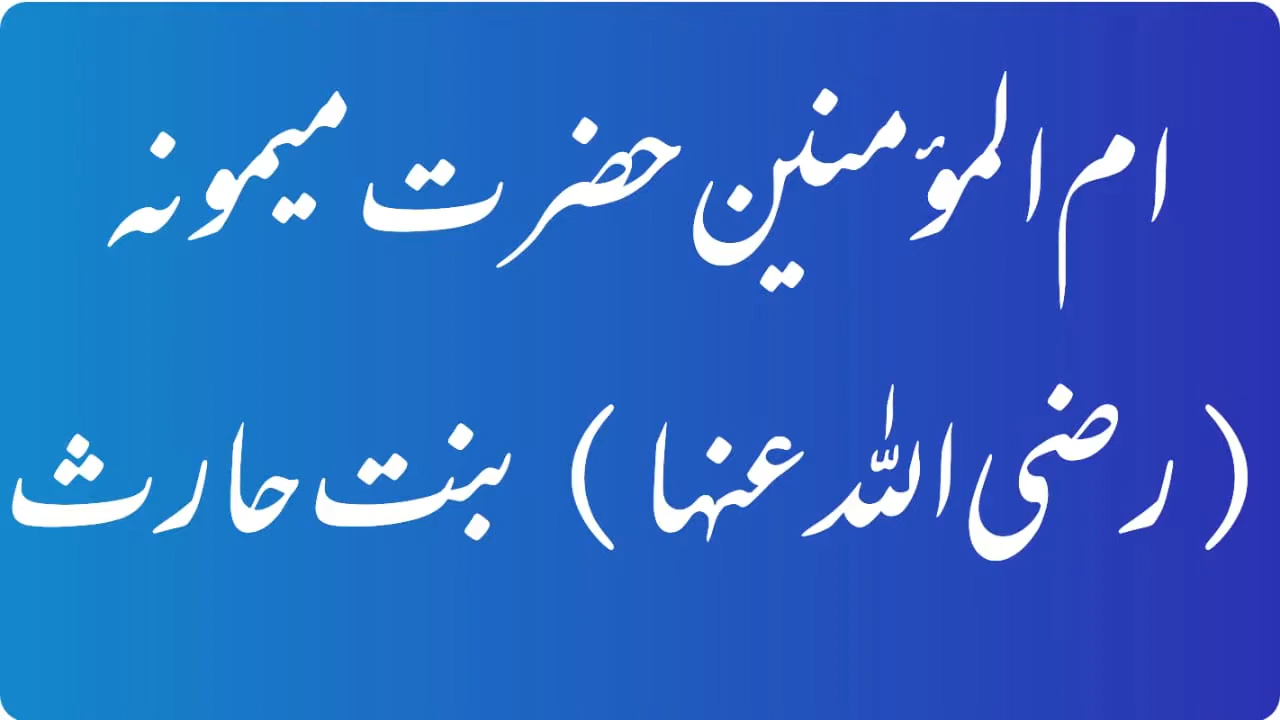 ام المؤمنین حضرت میمونہ
(رضی اللہ عنہا) بنت حارث